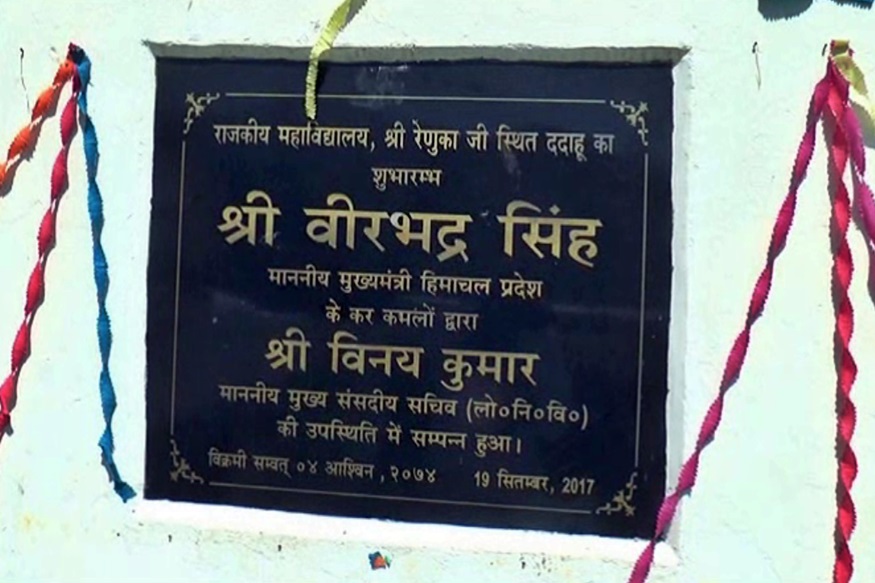 राजकीय महाविद्यालय, श्री रेणुका जी स्थित ददाहू का
शुभारम्भ
श्री वीरभद्र सिंह
माननीय मुख्यमंत्री हिमाचल प्रदेश
के कर कमलों द्वारा
श्री विनय कुमार
माननीय मुख्य संसदीय सचिव (लो०नि०वि०)
की उपस्थिति में सम्पन्न हुआ।
विक्रमी सम्वत् ०४ आश्विन, २०७४ 19 सितम्बर, 2017